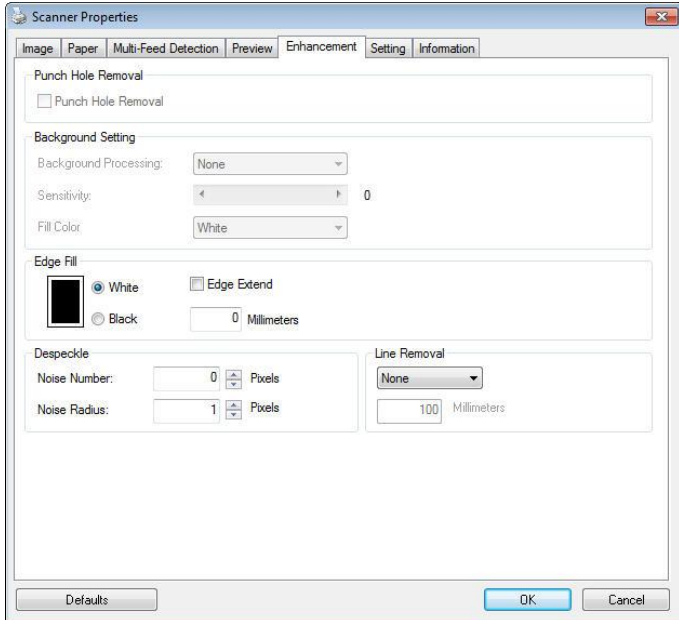 Scanner Properties
Image Paper Multi-Feed Detection Preview Enhancement Setting Information
Punch Hole Removal
Punch Hole Removal
Background Setting
Background Processing: None
Sensitivity: 0
Fill Color White
Edge Fill
White Edge Extend
Black 0 Millimeters
Despeckle
Noise Number: 0 Pixels
Noise Radius: 1 Pixels
Line Removal
None
100 Millimeters
Defaults OK Cancel